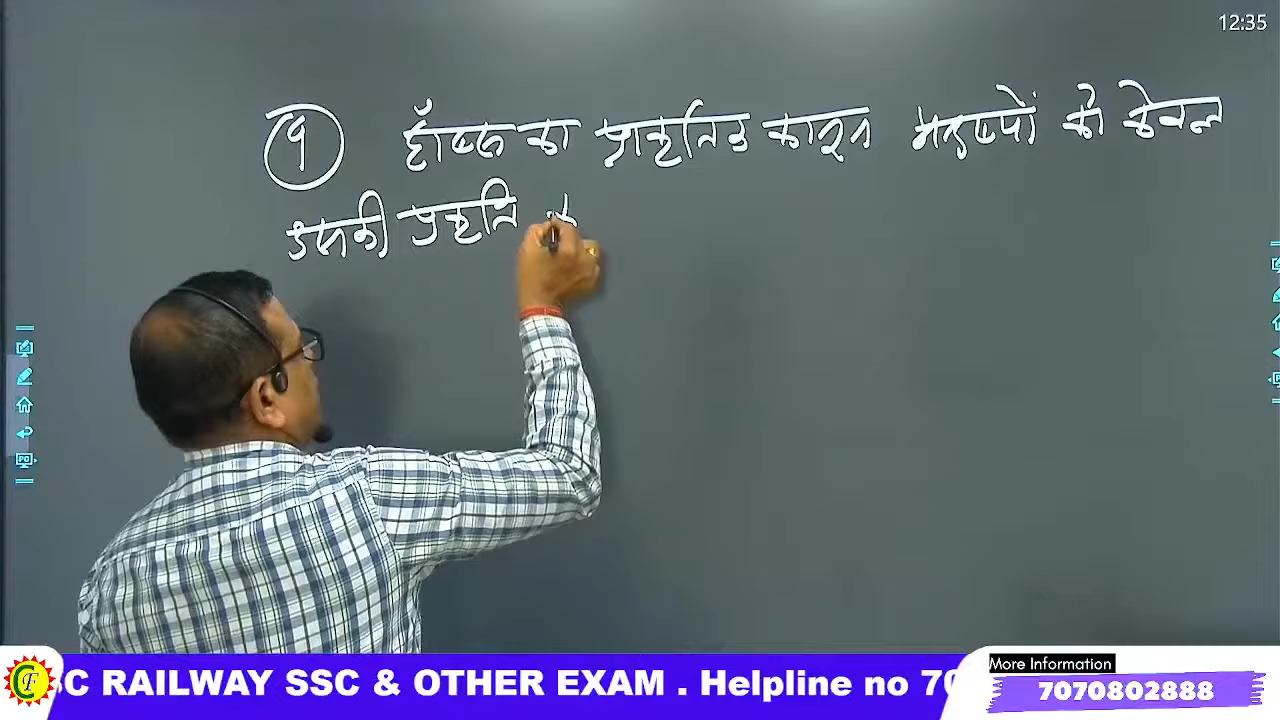 12:35
१ हॉब्स का प्राकृतिक कानून मनुष्यों को केवल
उसकी प्रकृति
C RAILWAY SSC & OTHER EXAM . Helpline no 70
More Information
7070802888